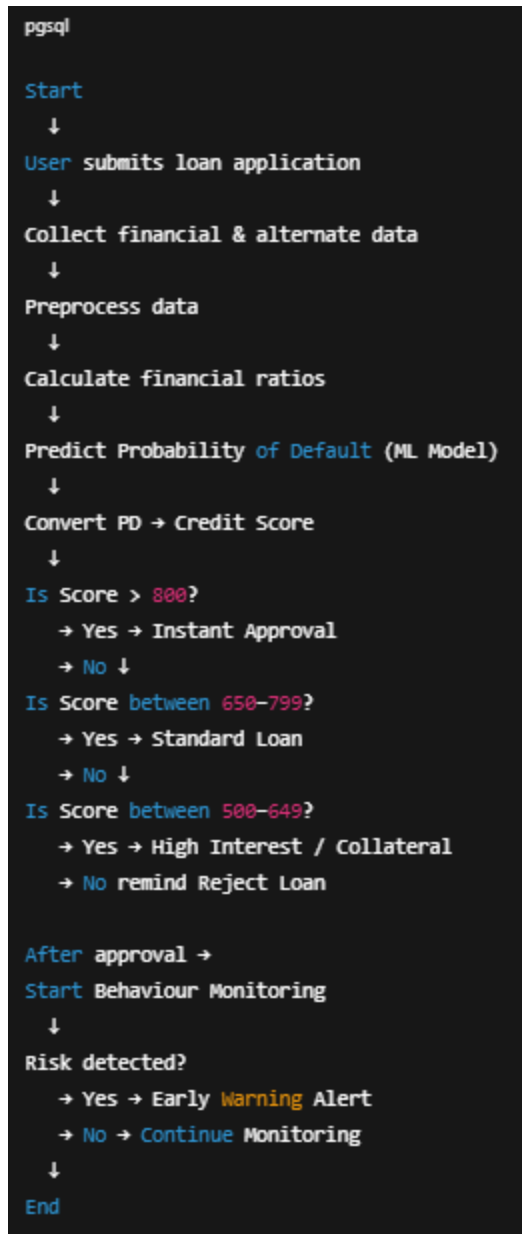 pgsql
Start
↓
User submits loan application
↓
Collect financial & alternate data
↓
Preprocess data
↓
Calculate financial ratios
↓
Predict Probability of Default (ML Model)
↓
Convert PD → Credit Score
↓
Is Score > 800?
→ Yes → Instant Approval
→ No ↓
Is Score between 650–799?
→ Yes → Standard Loan
→ No ↓
Is Score between 500–649?
→ Yes → High Interest / Collateral
→ No remind Reject Loan
After approval →
Start Behaviour Monitoring
↓
Risk detected?
→ Yes → Early Warning Alert
→ No → Continue Monitoring
↓
End